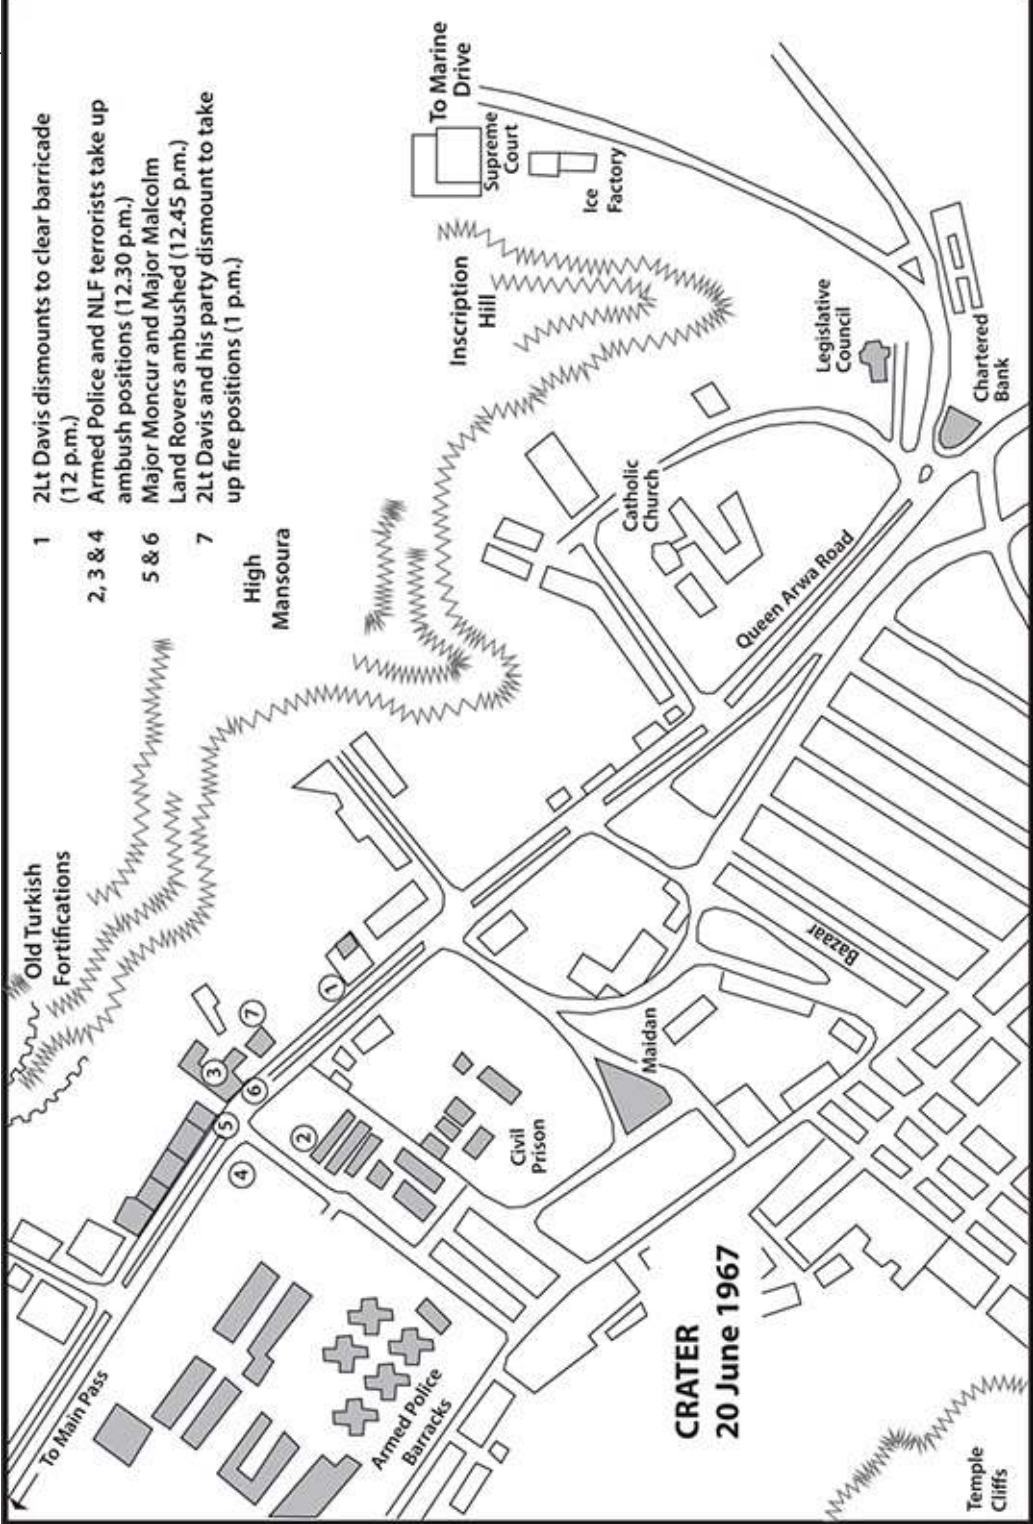 1 2Lt Davis dismounts to clear barricade
(12 p.m.)
2, 3 & 4 Armed Police and NLF terrorists take up
ambush positions (12.30 p.m.)
5 & 6 Major Moncur and Major Malcolm
Land Rovers ambushed (12.45 p.m.)
7 2Lt Davis and his party dismount to take
up fire positions (1 p.m.)
Old Turkish
Fortifications
High
Mansoura
Inscription
Hill
To Marine
Drive
Supreme
Court
Ice
Factory
Legislative
Council
Chartered
Bank
Catholic
Church
Queen Arwa Road
Bazaar
Maidan
Civil
Prison
1
7
3
6
5
2
4
To Main Pass
Armed Police
Barracks
CRATER
20 June 1967
Temple
Cliffs